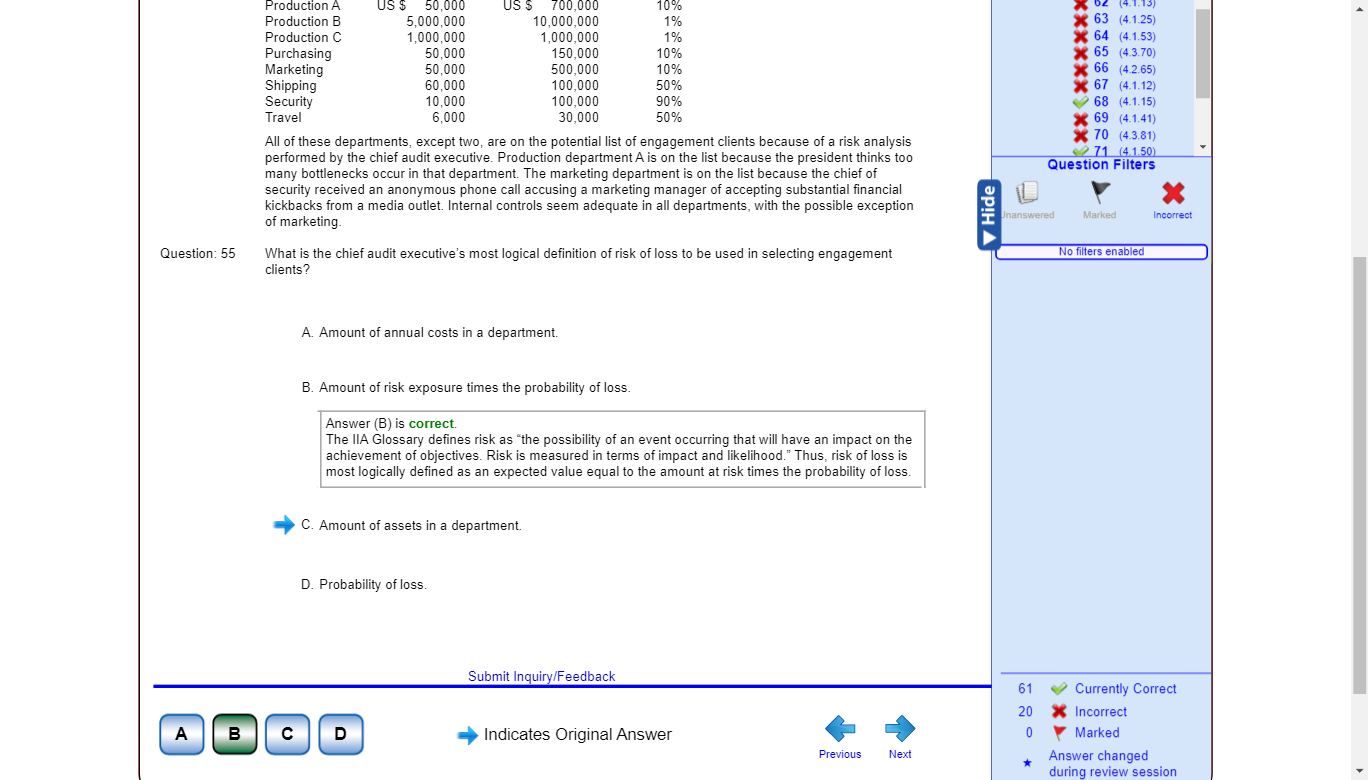 Production A US $ 50,000 US $ 700,000 10%
Production B 5,000,000 10,000,000 1%
Production C 1,000,000 1,000,000 1%
Purchasing 50,000 150,000 10%
Marketing 50,000 500,000 10%
Shipping 60,000 100,000 50%
Security 10,000 100,000 90%
Travel 6,000 30,000 50%
All of these departments, except two, are on the potential list of engagement clients because of a risk analysis
performed by the chief audit executive. Production department A is on the list because the president thinks too
many bottlenecks occur in that department. The marketing department is on the list because the chief of
security received an anonymous phone call accusing a marketing manager of accepting substantial financial
kickbacks from a media outlet. Internal controls seem adequate in all departments, with the possible exception
of marketing.
Question: 55 What is the chief audit executive's most logical definition of risk of loss to be used in selecting engagement
clients?
A. Amount of annual costs in a department.
B. Amount of risk exposure times the probability of loss.
Answer (B) is correct.
The IIA Glossary defines risk as “the possibility of an event occurring that will have an impact on the
achievement of objectives. Risk is measured in terms of impact and likelihood.” Thus, risk of loss is
most logically defined as an expected value equal to the amount at risk times the probability of loss.
C. Amount of assets in a department.
D. Probability of loss.
Submit Inquiry/Feedback
A B C D
Indicates Original Answer
Previous Next
62 (4.1.13)
63 (4.1.25)
64 (4.1.53)
65 (4.3.70)
66 (4.2.65)
67 (4.1.12)
68 (4.1.15)
69 (4.1.41)
70 (4.3.81)
71 (4.1.50)
Question Filters
Hide
Unanswered Marked Incorrect
No filters enabled
61 Currently Correct
20 Incorrect
0 Marked
Answer changed
during review session